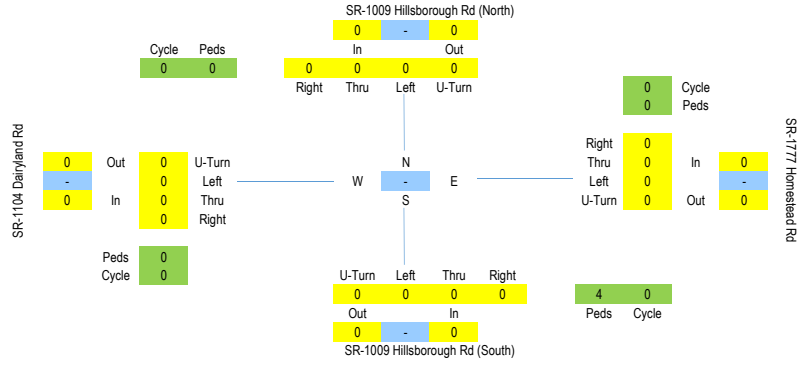 SR-1009 Hillsborough Rd (North)
0 - 0
In Out
Cycle Peds
0 0
0 0 0 0
Right Thru Left U-Turn
0 Cycle
0 Peds
SR-1104 Dairyland Rd
0 Out 0 U-Turn
- 0 Left
0 In 0 Thru
0 Right
N
W - E
S
Right 0
Thru 0 In 0
Left 0 -
U-Turn 0 Out 0
SR-1777 Homestead Rd
Peds 0
Cycle 0
U-Turn Left Thru Right
0 0 0 0
Out In
0 - 0
4 0
Peds Cycle
SR-1009 Hillsborough Rd (South)